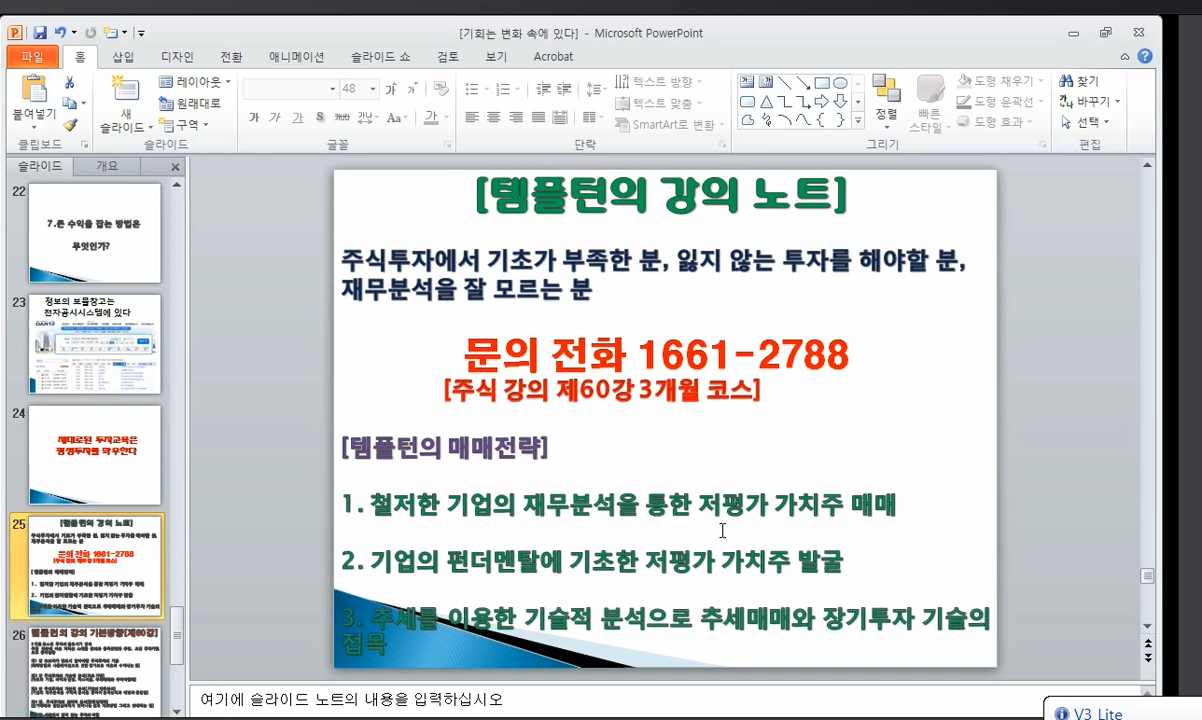 [기회는 변화 속에 있다] - Microsoft PowerPoint
파일 홈 삽입 디자인 전환 애니메이션 슬라이드 쇼 검토 보기 Acrobat
붙여넣기
클립보드
새 슬라이드
레이아웃
원래대로
구역
슬라이드
48
글꼴
텍스트 방향
텍스트 맞춤
SmartArt로 변환
단락
정렬
빠른 스타일
도형 채우기
도형 윤곽선
도형 효과
그리기
찾기
바꾸기
선택
편집
슬라이드 개요
22
7.큰 수익을 잡는 방법은
무엇인가?
23
정보의 보물창고는
전자공시시스템에 있다
24
제대로된 투자교육은
평생투자를 좌우한다
25
26
템플턴의 강의 기본방향[제60강]
[템플턴의 강의 노트]
주식투자에서 기초가 부족한 분, 잃지 않는 투자를 해야할 분,
재무분석을 잘 모르는 분
문의 전화 1661-2788
[주식 강의 제60강 3개월 코스]
[템플턴의 매매전략]
1. 철저한 기업의 재무분석을 통한 저평가 가치주 매매
2. 기업의 펀더멘탈에 기초한 저평가 가치주 발굴
3. 추세를 이용한 기술적 분석으로 추세매매와 장기투자 기술의
접목
여기에 슬라이드 노트의 내용을 입력하십시오
V3 Lite